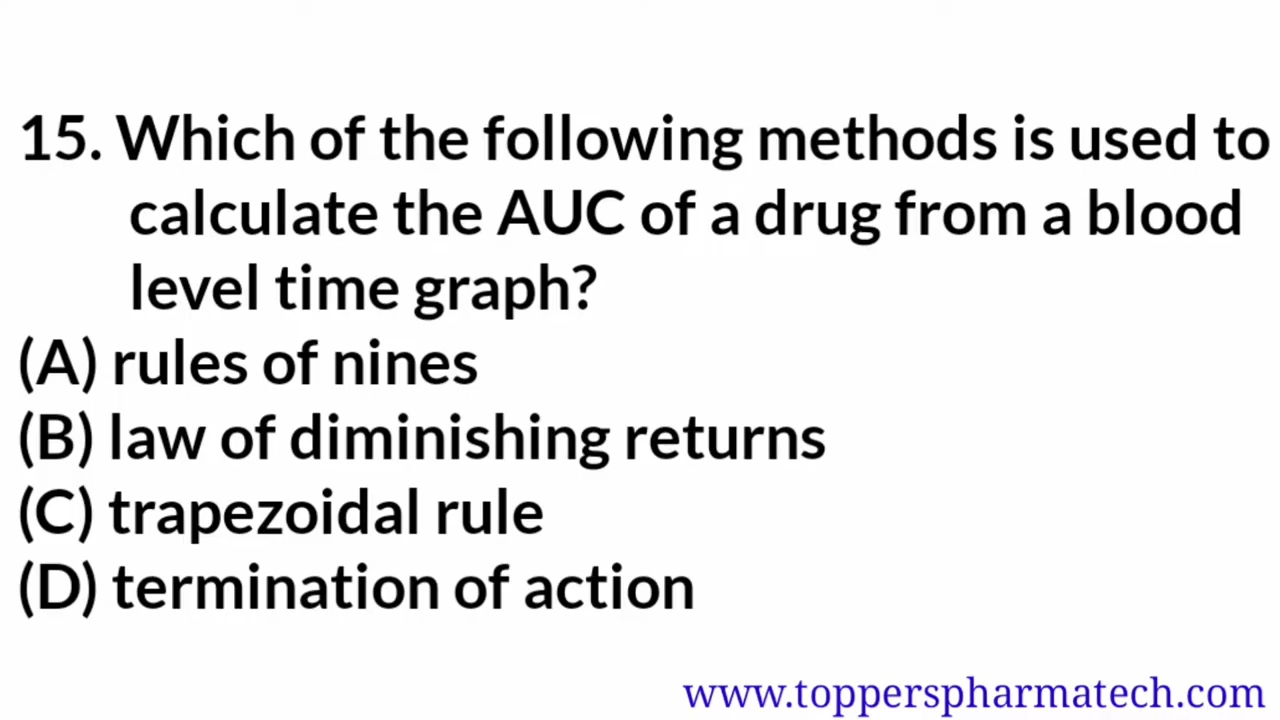 15. Which of the following methods is used to
calculate the AUC of a drug from a blood
level time graph?
(A) rules of nines
(B) law of diminishing returns
(C) trapezoidal rule
(D) termination of action
www.topperspharmatech.com